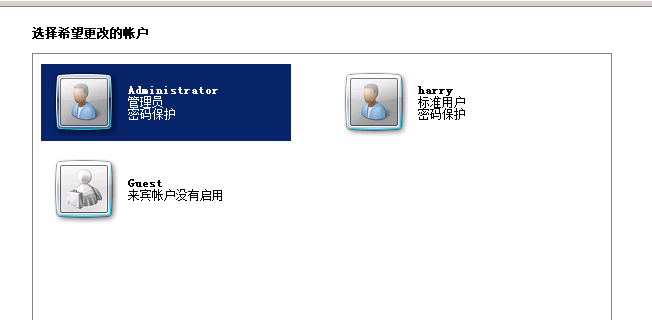 选择希望更改的帐户
Administrator
管理员
密码保护
harry
标准用户
密码保护
Guest
来宾帐户没有启用